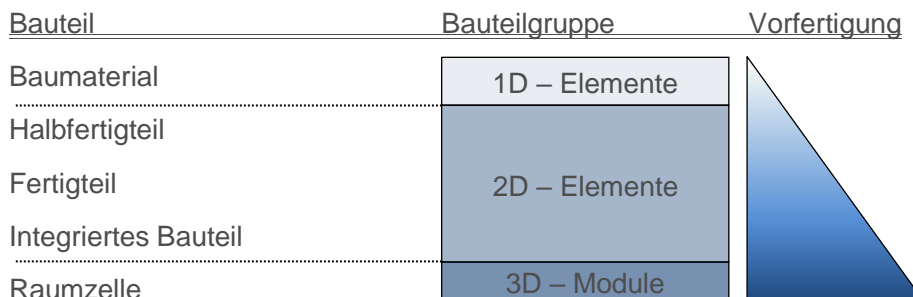 Bauteil Bauteilgruppe Vorfertigung
Baumaterial 1D – Elemente
Halbfertigteil
Fertigteil 2D – Elemente
Integriertes Bauteil
Raumzelle 3D – Module